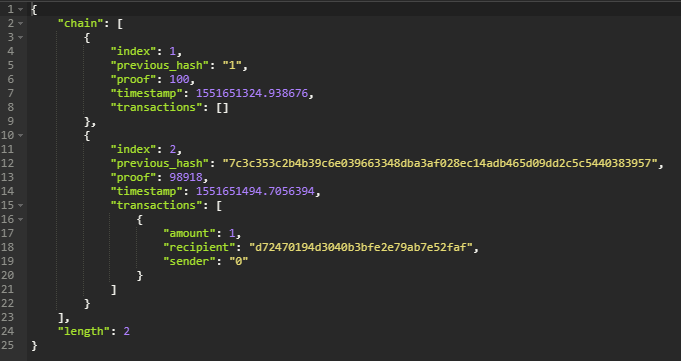 1 {
2 "chain": [
3 {
4 "index": 1,
5 "previous_hash": "1",
6 "proof": 100,
7 "timestamp": 1551651324.938676,
8 "transactions": []
9 },
10 {
11 "index": 2,
12 "previous_hash": "7c3c353c2b4b39c6e039663348dba3af028ec14adb465d09dd2c5c5440383957",
13 "proof": 98918,
14 "timestamp": 1551651494.7056394,
15 "transactions": [
16 {
17 "amount": 1,
18 "recipient": "d72470194d3040b3bfe2e79ab7e52faf",
19 "sender": "0"
20 }
21 ]
22 }
23 ],
24 "length": 2
25 }